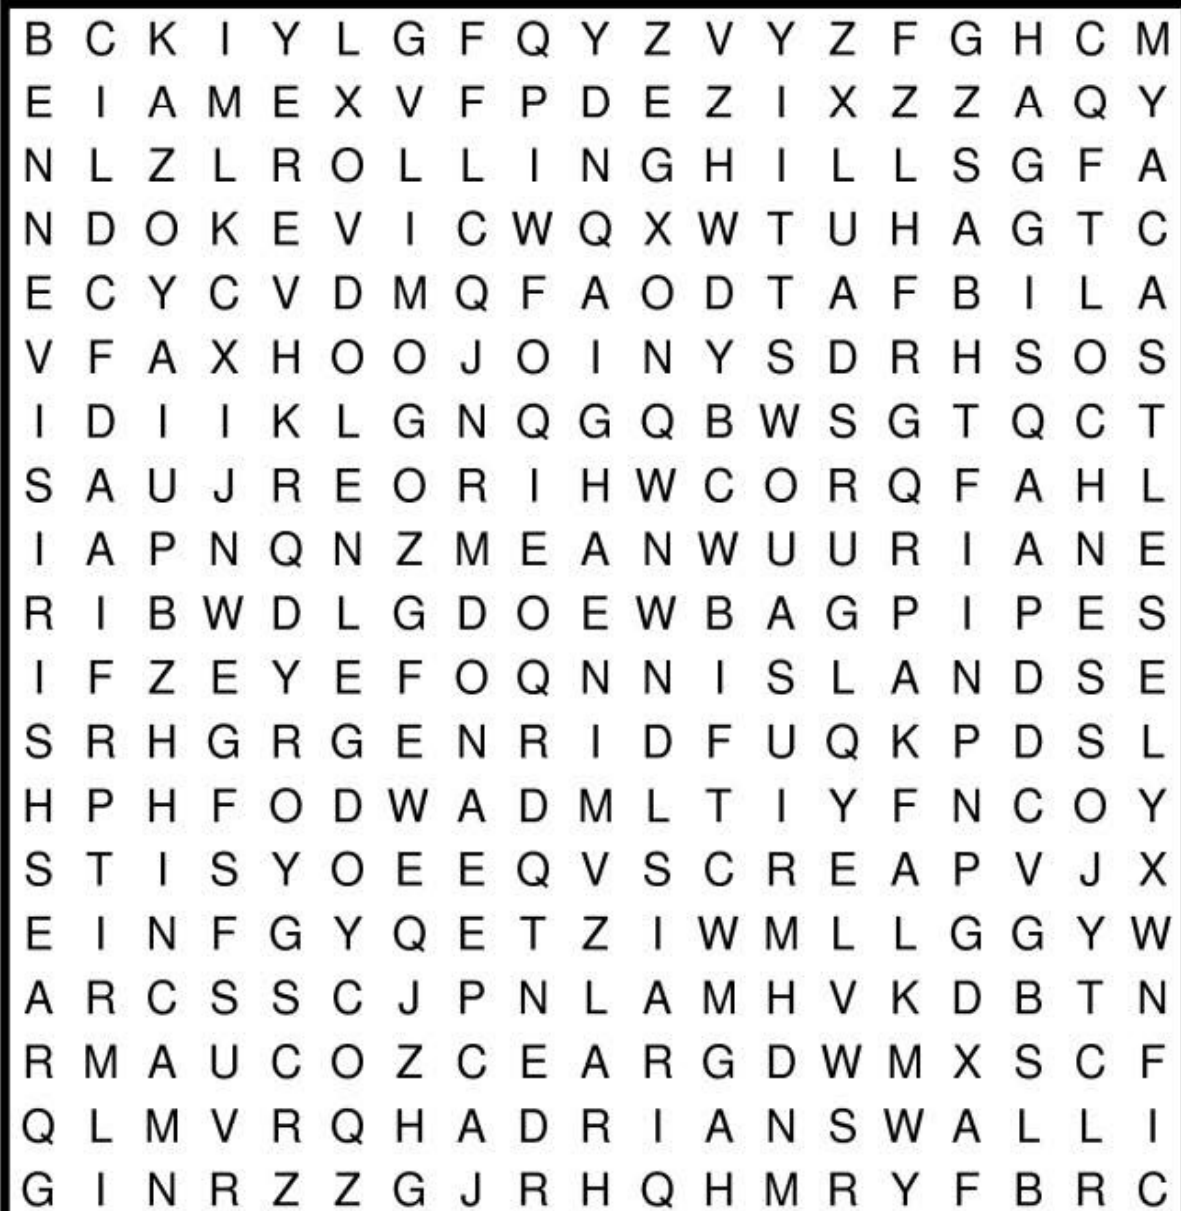 B C K I Y L G F Q Y Z V Y Z F G H C M
E I A M E X V F P D E Z I X Z Z A Q Y
N L Z L R O L L I N G H I L L S G F A
N D O K E V I C W Q X W T U H A G T C
E C Y C V D M Q F A O D T A F B I L A
V F A X H O O J O I N Y S D R H S O S
I D I I K L G N Q G Q B W S G T Q C T
S A U J R E O R I H W C O R Q F A H L
I A P N Q N Z M E A N W U U R I A N E
R I B W D L G D O E W B A G P I P E S
I F Z E Y E F O Q N N I S L A N D S E
S R H G R G E N R I D F U Q K P D S L
H P H F O D W A D M L T I Y F N C O Y
S T I S Y O E E Q V S C R E A P V J X
E I N F G Y Q E T Z I W M L L G G Y W
A R C S S C J P N L A M H V K D B T N
R M A U C O Z C E A R G D W M X S C F
Q L M V R Q H A D R I A N S W A L L I
G I N R Z Z G J R H Q H M R Y F B R C